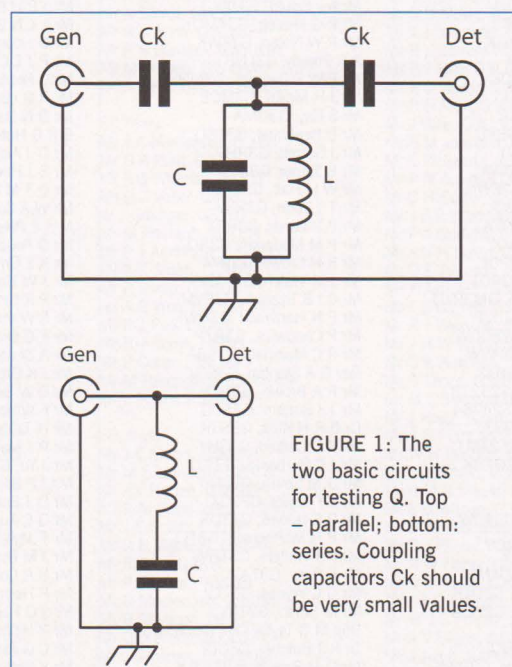 Gen
Ck
Ck
Det
C
L
Gen
Det
L
C
FIGURE 1: The
two basic circuits
for testing Q. Top
– parallel; bottom:
series. Coupling
capacitors Ck should
be very small values.